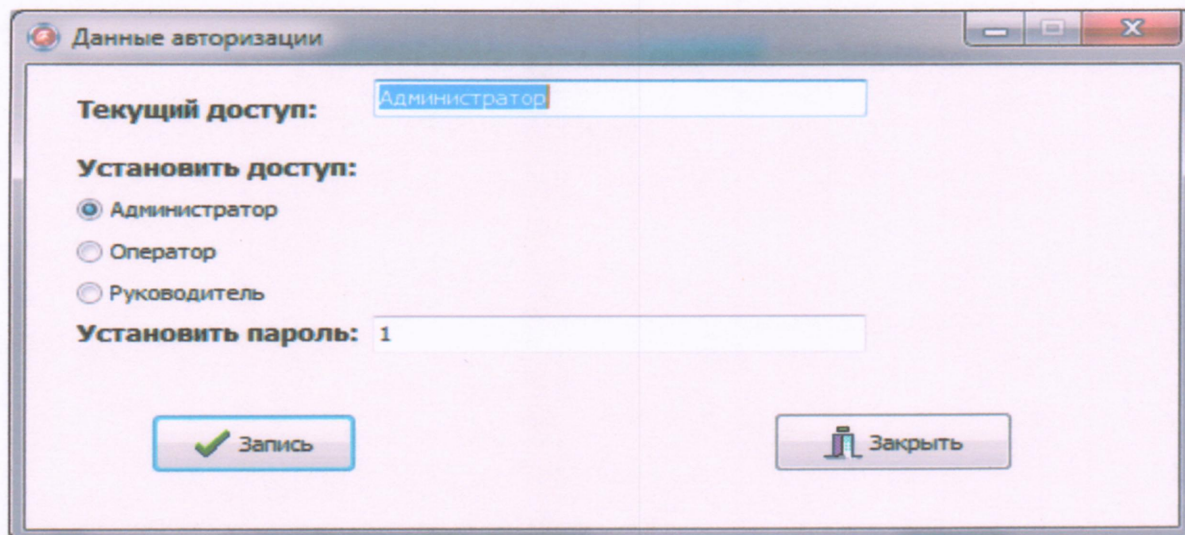 Данные авторизации
Текущий доступ: Администратор
Установить доступ:
Администратор
Оператор
Руководитель
Установить пароль: 1
Запись Закрыть